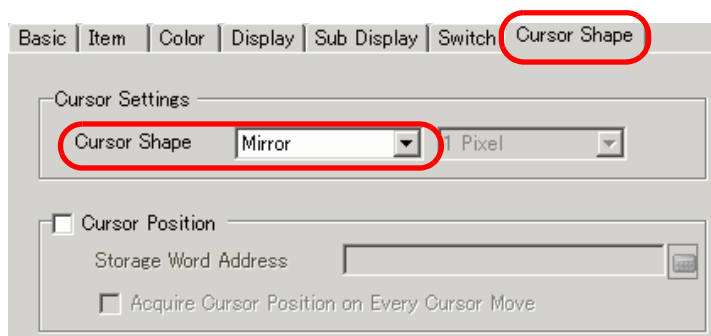 Basic Item Color Display Sub Display Switch Cursor Shape
Cursor Settings
Cursor Shape Mirror 1 Pixel
Cursor Position
Storage Word Address
Acquire Cursor Position on Every Cursor Move